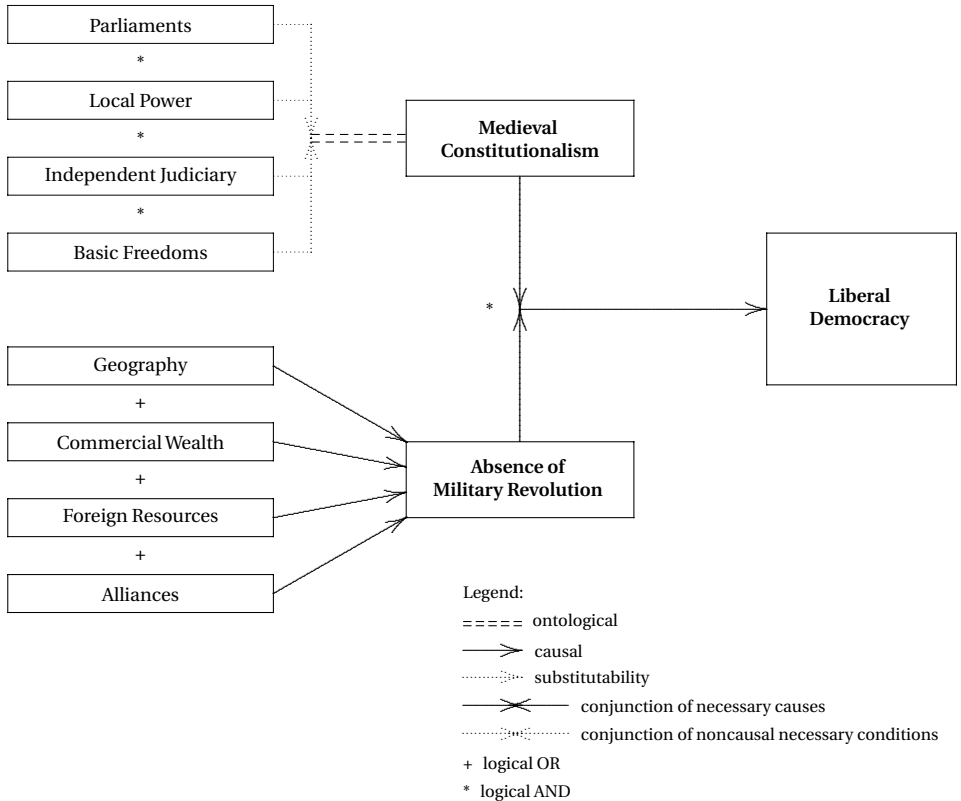 Parliaments
*
Local Power
*
Independent Judiciary
*
Basic Freedoms
Medieval
Constitutionalism
*
Liberal
Democracy
Geography
+
Commercial Wealth
+
Foreign Resources
+
Alliances
Absence of
Military Revolution
Legend:
ontological
causal
substitutability
conjunction of necessary causes
conjunction of noncausal necessary conditions
+ logical OR
* logical AND